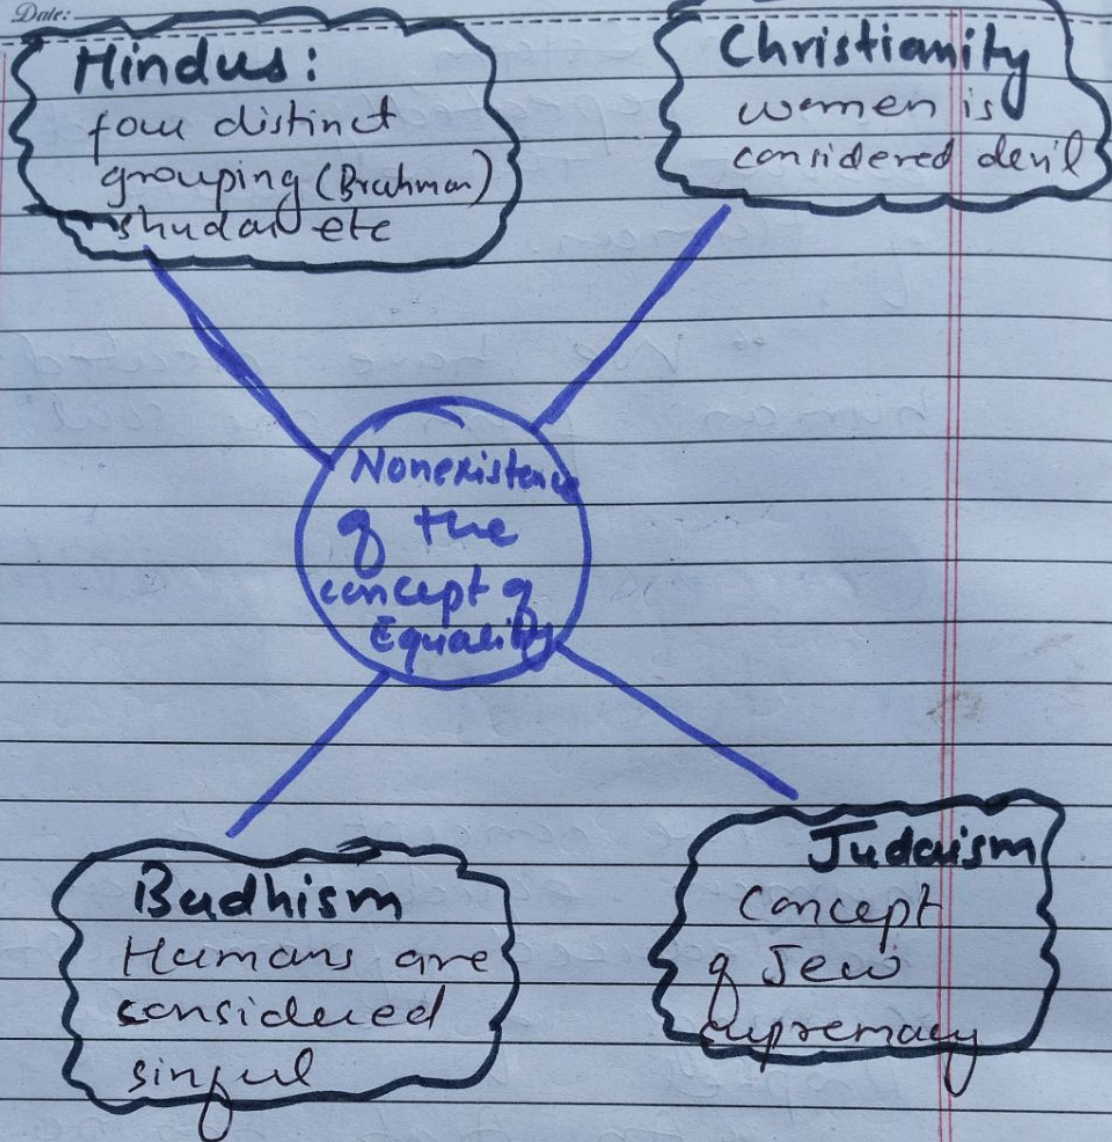 Date:
Hindus:
four distinct
grouping (Brahman)
shudar etc
Christianity
women is
considered devil
Nonexistence
of the
concept of
Equality
Budhism
Humans are
considered
sinful
Judaism
Concept
of Jew
supremacy